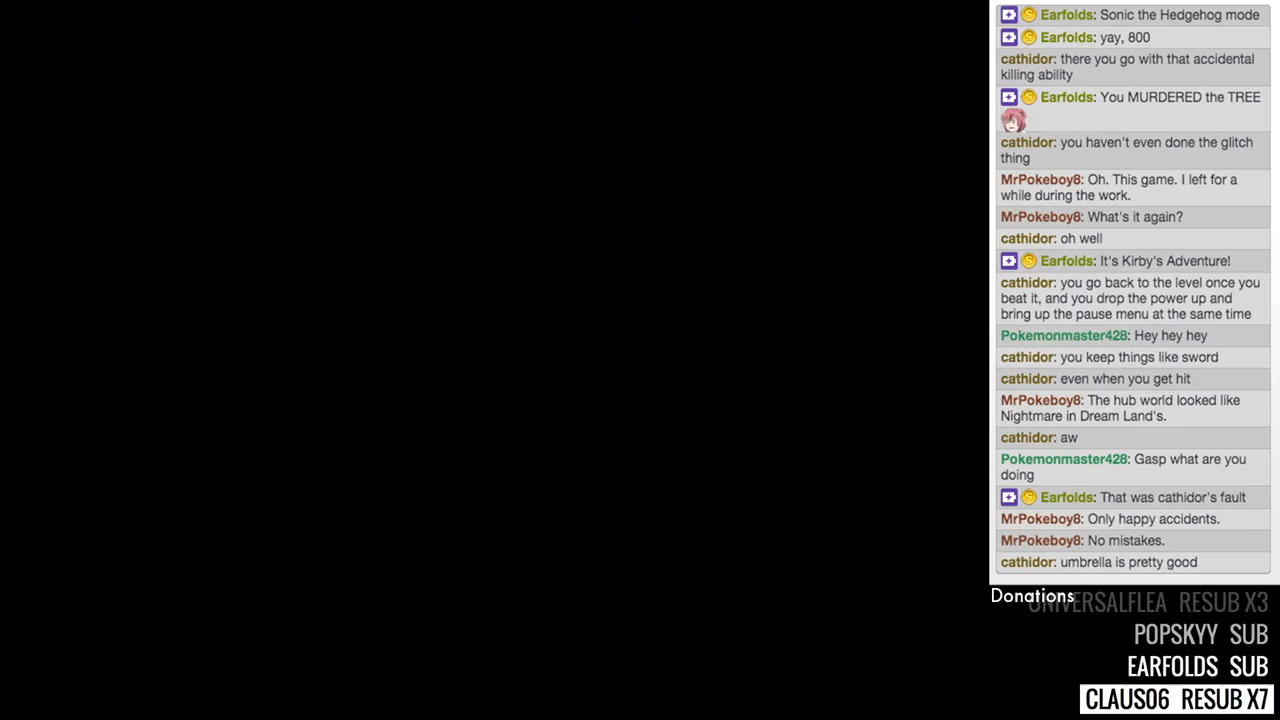 Earfolds: Sonic the Hedgehog mode
Earfolds: yay, 800
cathidor: there you go with that accidental
killing ability
Earfolds: You MURDERED the TREE
cathidor: you haven't even done the glitch
thing
MrPokeboy8: Oh. This game. I left for a
while during the work.
MrPokeboy8: What's it again?
cathidor: oh well
Earfolds: It's Kirby's Adventure!
cathidor: you go back to the level once you
beat it, and you drop the power up and
bring up the pause menu at the same time
Pokemonmaster428: Hey hey hey
cathidor: you keep things like sword
cathidor: even when you get hit
MrPokeboy8: The hub world looked like
Nightmare in Dream Land's.
cathidor: aw
Pokemonmaster428: Gasp what are you
doing
Earfolds: That was cathidor's fault
MrPokeboy8: Only happy accidents.
MrPokeboy8: No mistakes.
cathidor: umbrella is pretty good
Donations
UNIVERSALFLEA RESUB X3
POPSKYY SUB
EARFOLDS SUB
CLAUS06 RESUB X7